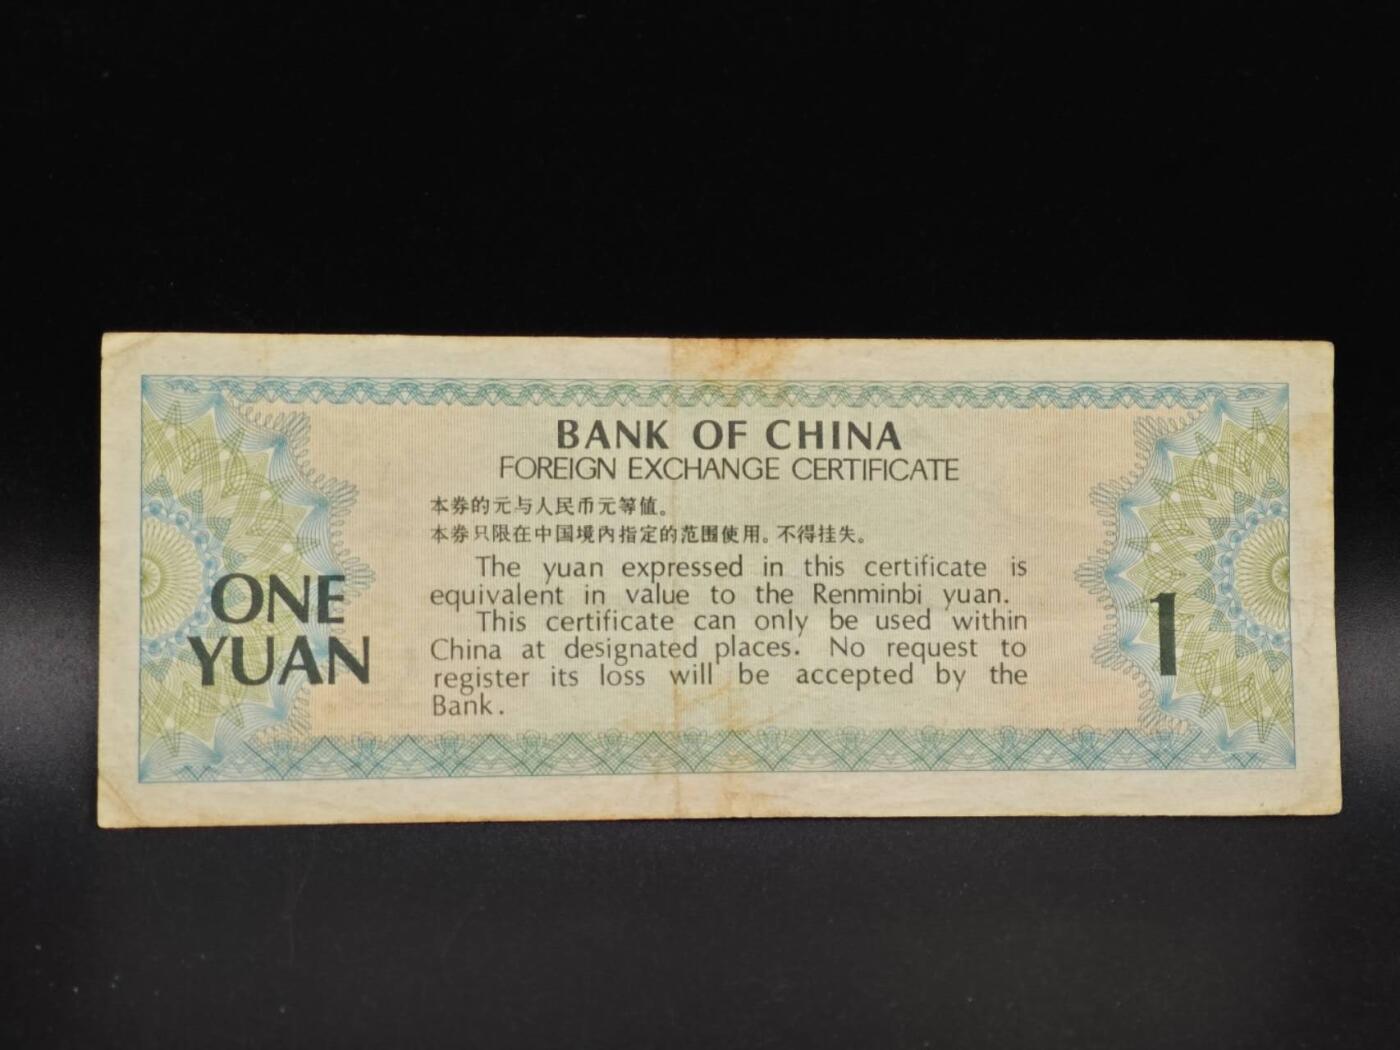 BANK OF CHINA
FOREIGN EXCHANGE CERTIFICATE
本券的元与人民币元等值。
本券只限在中国境内指定的范围使用。不得挂失。
The yuan expressed in this certificate is
equivalent in value to the Renminbi yuan.
This certificate can only be used within
China at designated places. No request to
register its loss will be accepted by the
Bank.
ONE
YUAN
1